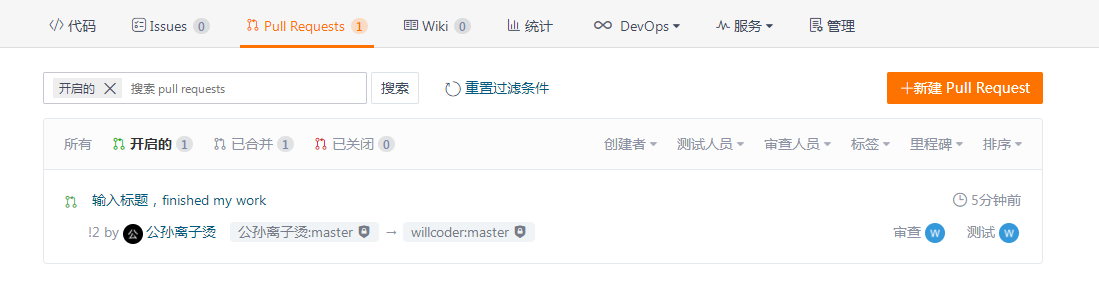 代码 Issues 0 Pull Requests 1 Wiki 0 统计 DevOps 服务 管理
开启的 搜索 pull requests 搜索 重置过滤条件 新建 Pull Request
所有 开启的 1 已合并 1 已关闭 0 创建者 测试人员 审查人员 标签 里程碑 排序
输入标题，finished my work 5分钟前
!2 by 公 公孙离子烫 公孙离子烫:master → willcoder:master 审查 W 测试 W